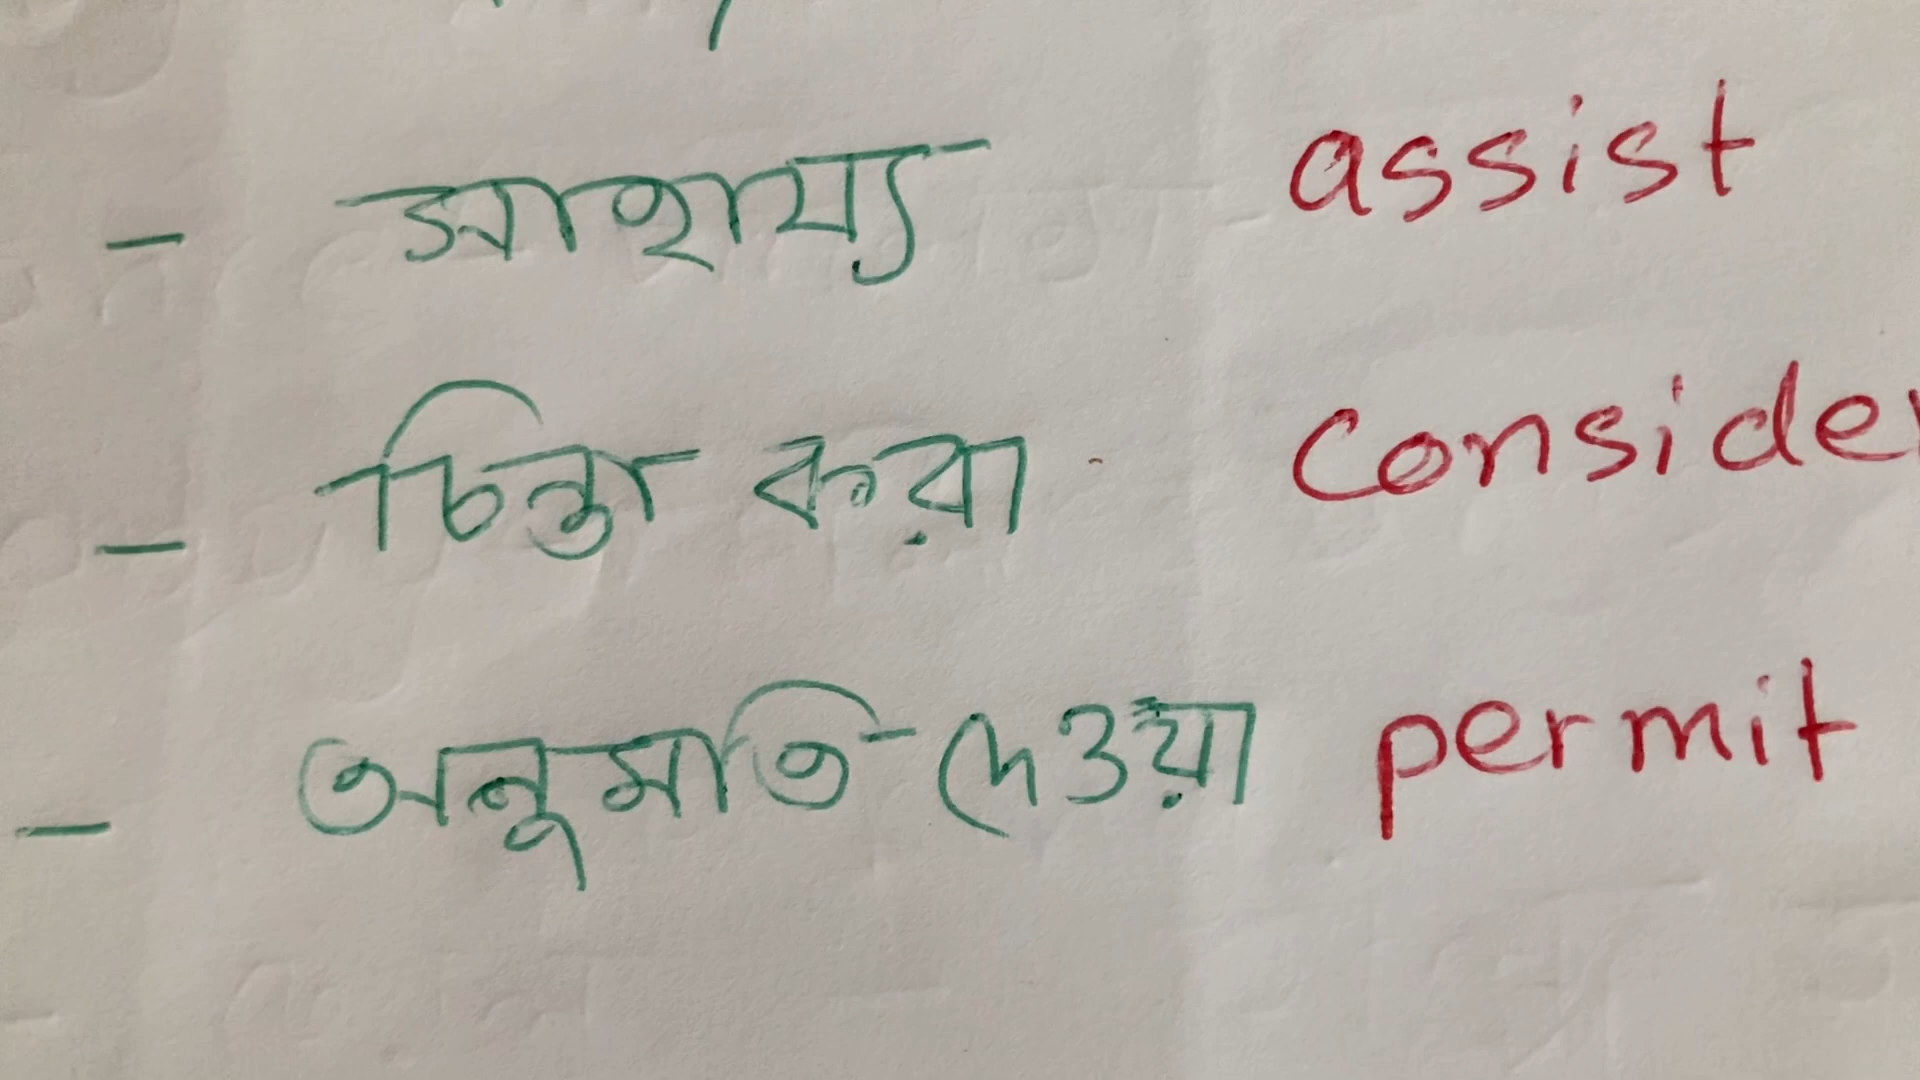 - সাহায্য assist
- চিন্তা করা consider
- অনুমতি দেওয়া permit